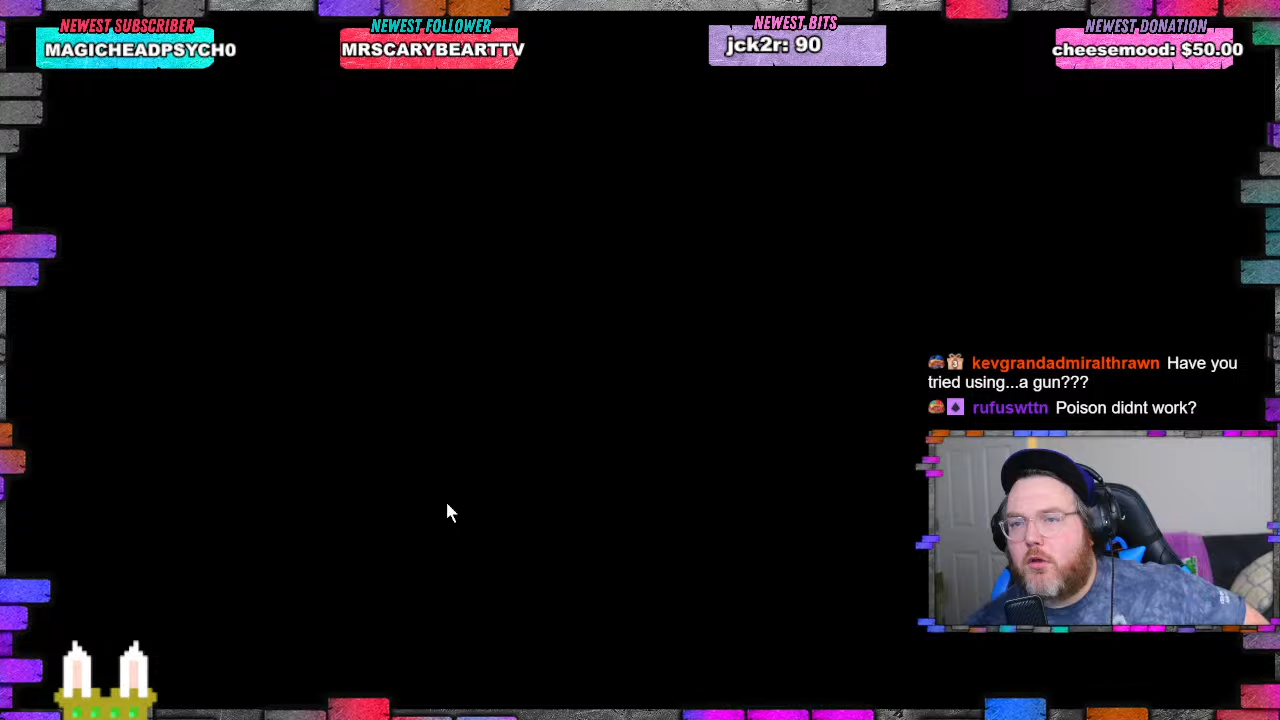 NEWEST SUBSCRIBER
MAGICHEADPSYCH0
NEWEST FOLLOWER
MRSCARYBEARTTV
NEWEST BITS
jck2r: 90
NEWEST DONATION
cheesemood: $50.00
kevgrandadmiralthrawn Have you
tried using...a gun???
rufuswttn Poison didnt work?